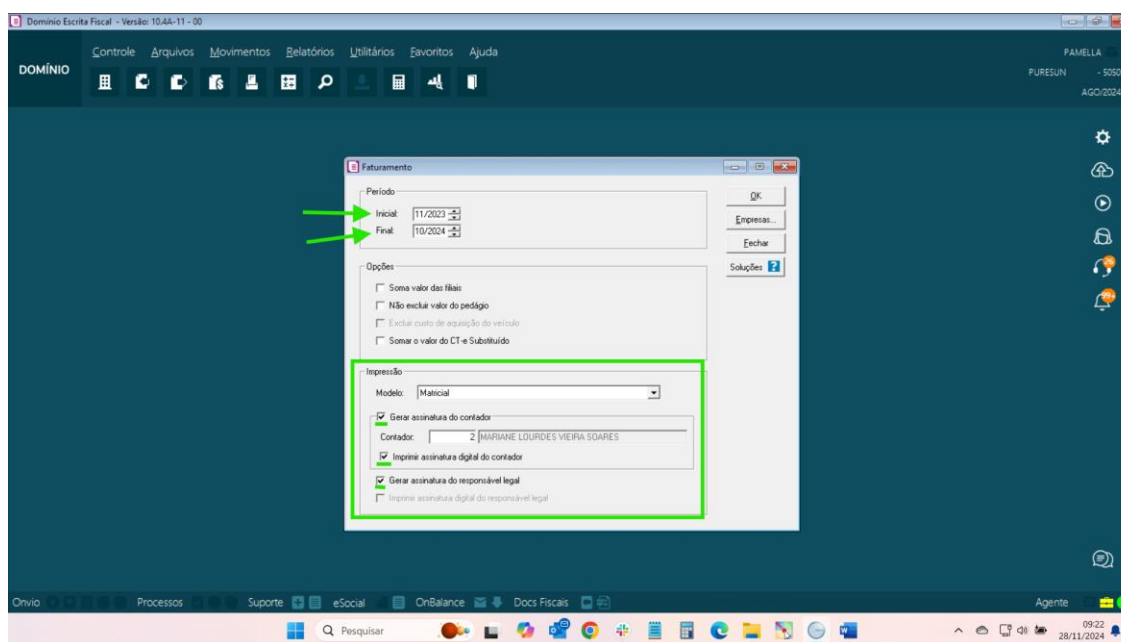 Domínio Escrita Fiscal - Versão: 10.4A-11 - 00
Controle Arquivos Movimentos Relatórios Utilitários Favoritos Ajuda
DOMÍNIO
PAMELLA
PURESUN - 5050
AGO/2024
Faturamento
Período
Inicial: 11/2023
Final: 10/2024
OK
Empresas...
Fechar
Soluções ?
Opções
Soma valor das filiais
Não excluir valor do pedágio
Excluir custo de aquisição do veículo
Somar o valor do CT-e Substituído
Impressão
Modelo: Matricial
Gerar assinatura do contador
Contador: 2 MARIANE LOURDES VIEIRA SOARES
Imprimir assinatura digital do contador
Gerar assinatura do responsável legal
Imprime assinatura digital do responsável legal
99+
Onvio Processos Suporte eSocial OnBalance Docs Fiscais Agente
Pesquisar
09:22
28/11/2024